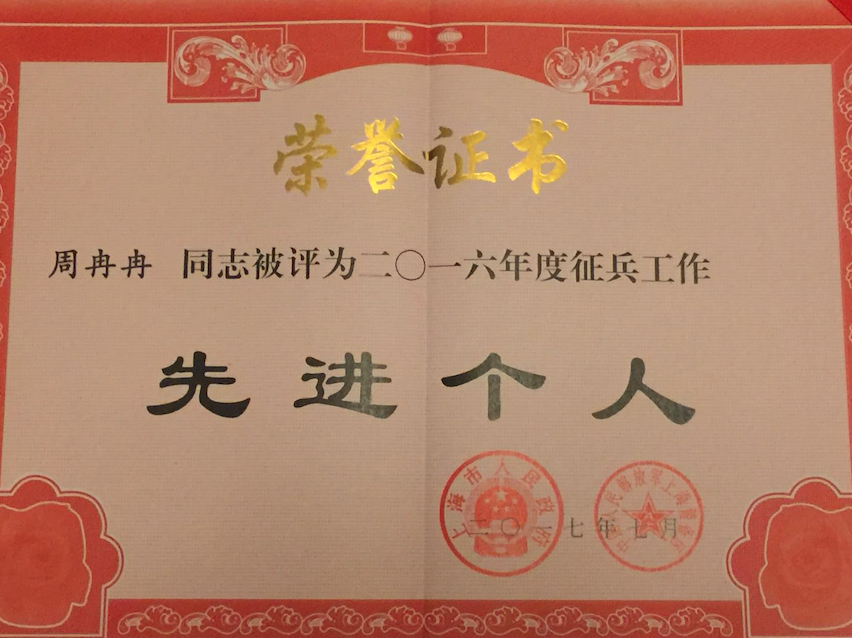 荣誉证书
周冉冉 同志被评为二〇一六年度征兵工作
先进个人
上海市人民政府
二〇一七年七月